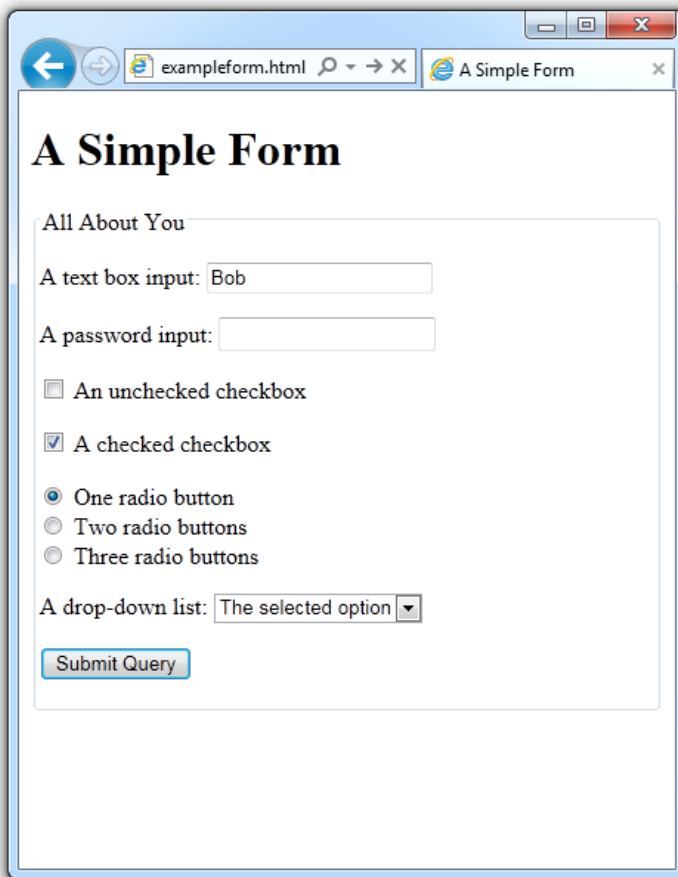 exampleform.html
A Simple Form
A Simple Form
All About You
A text box input: Bob
A password input:
An unchecked checkbox
A checked checkbox
One radio button
Two radio buttons
Three radio buttons
A drop-down list: The selected option
Submit Query